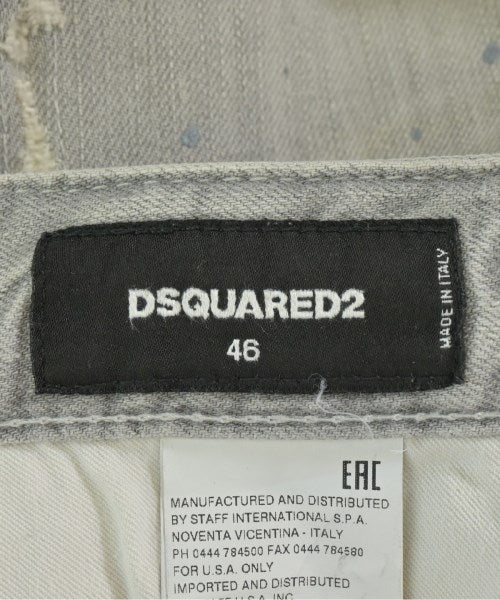 DSQUARED2
46
MADE IN ITALY
EAC
MANUFACTURED AND DISTRIBUTED
BY STAFF INTERNATIONAL S.P.A.
NOVENTA VICENTINA - ITALY
PH 0444 784500 FAX 0444 784580
FOR U.S.A. ONLY
IMPORTED AND DISTRIBUTED
U.S.A. INC.